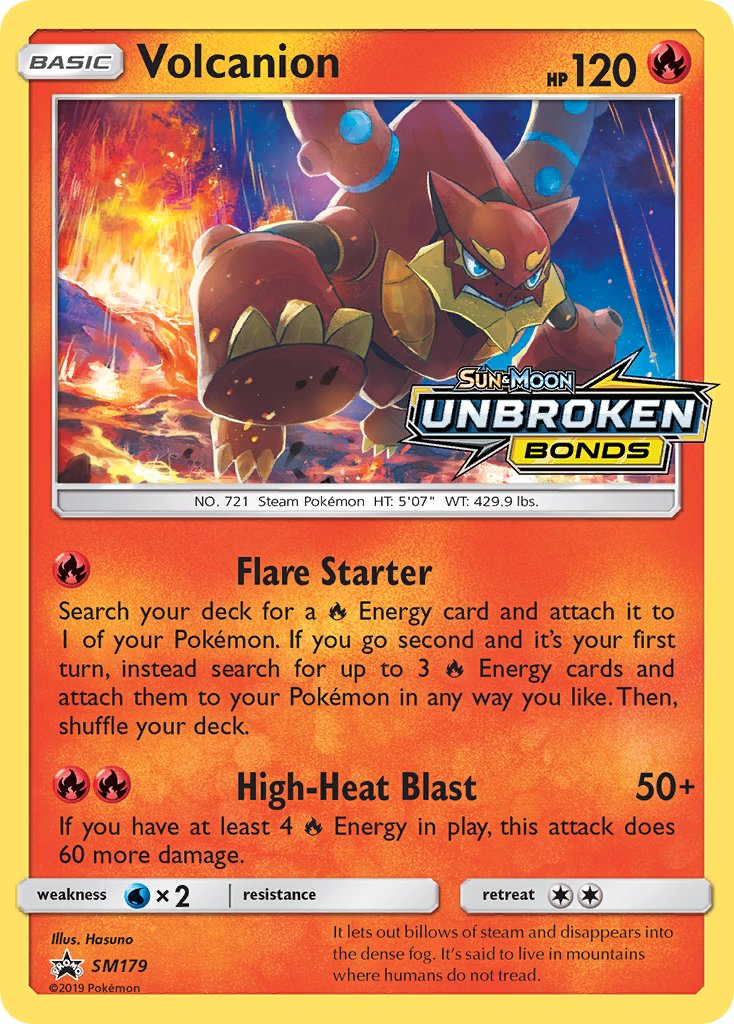 BASIC Volcanion HP 120
SUN & MOON
UNBROKEN
BONDS
NO. 721 Steam Pokémon HT: 5'07" WT: 429.9 lbs.
Flare Starter
Search your deck for a Energy card and attach it to
1 of your Pokémon. If you go second and it's your first
turn, instead search for up to 3 Energy cards and
attach them to your Pokémon in any way you like. Then,
shuffle your deck.
High-Heat Blast 50+
If you have at least 4 Energy in play, this attack does
60 more damage.
weakness ×2 resistance retreat
Illus. Hasuno
PROMO SM179
©2019 Pokémon
It lets out billows of steam and disappears into
the dense fog. It's said to live in mountains
where humans do not tread.